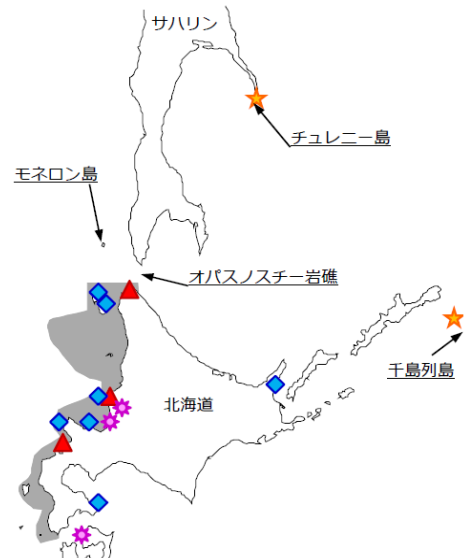 サハリン
チュレニー島
モネロン島
オパスノスチー岩礁
千島列島
北海道